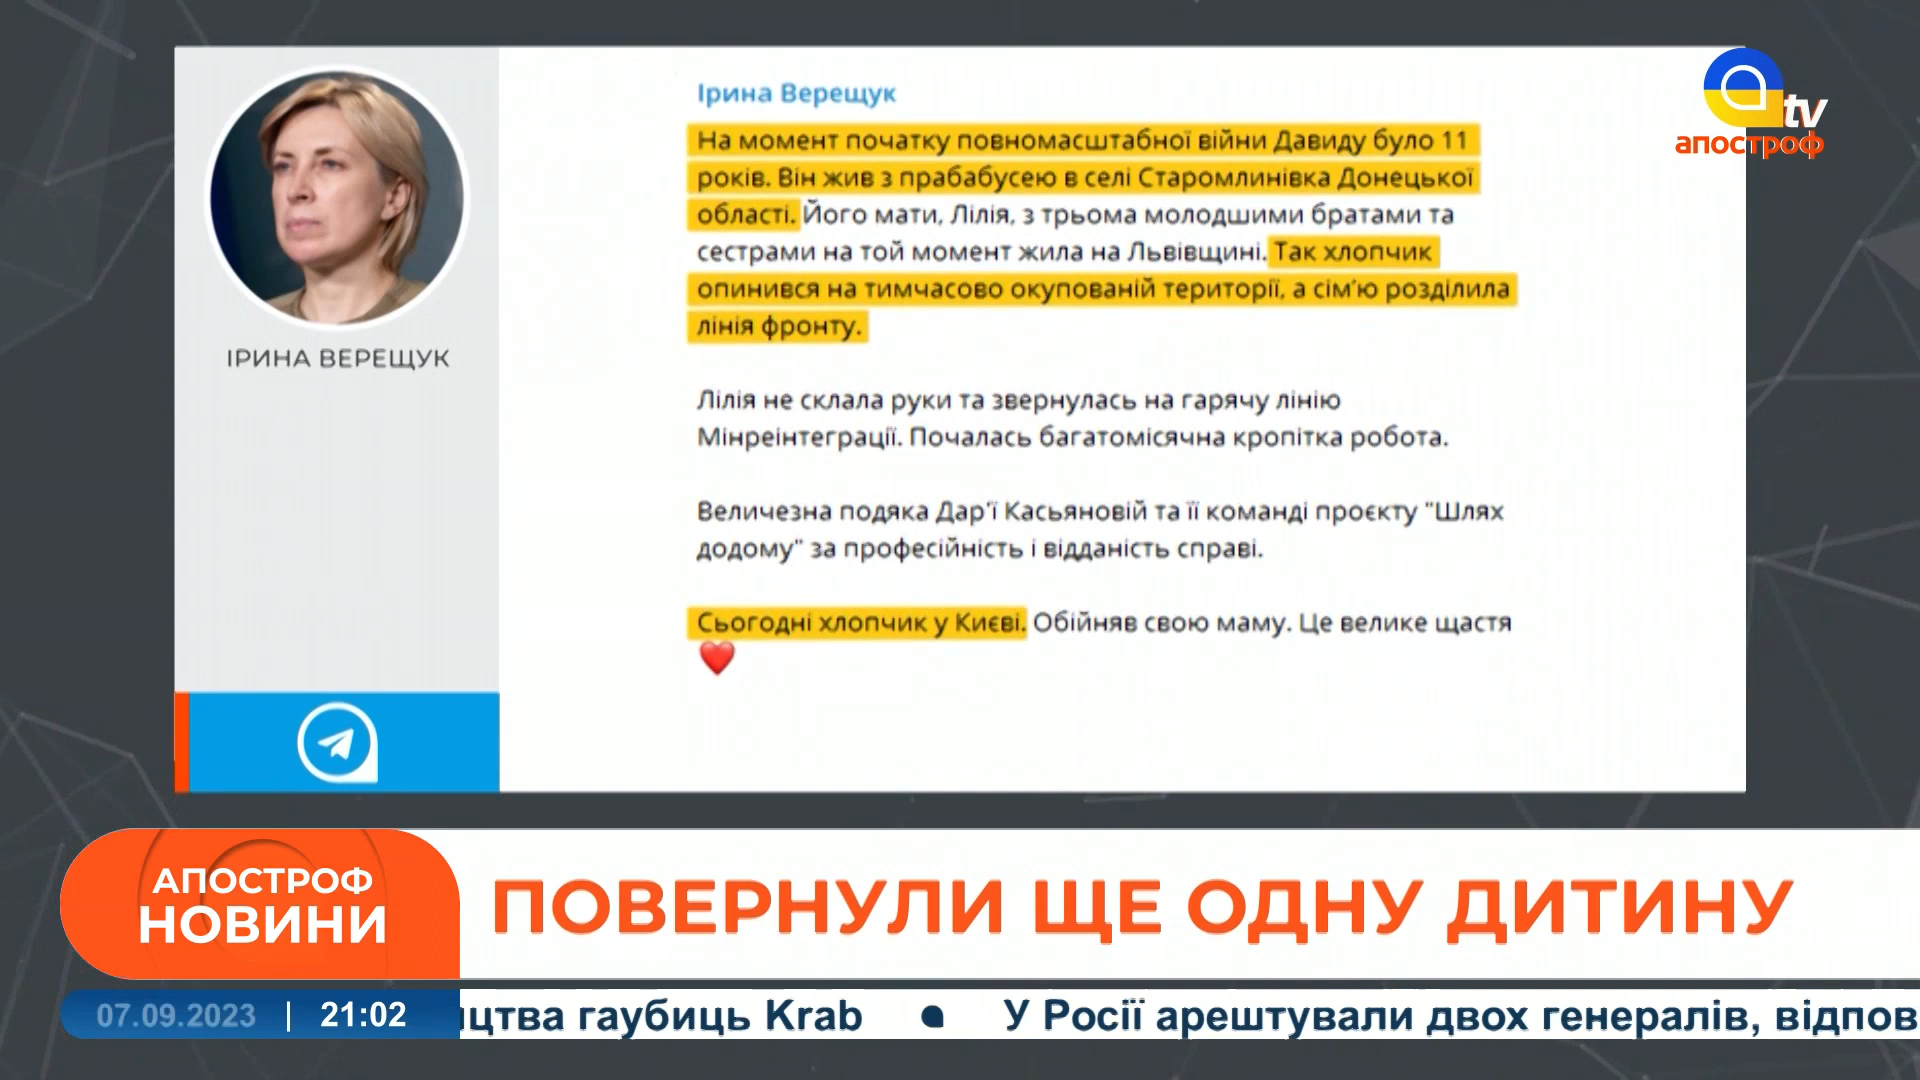 Ірина Верещук
На момент початку повномасштабної війни Давиду було 11
років. Він жив з прабабусею в селі Старомлинівка Донецької
області. Його мати, Лілія, з трьома молодшими братами та
сестрами на той момент жила на Львівщині. Так хлопчик
опинився на тимчасово окупованій території, а сім'ю розділила
лінія фронту.
Лілія не склала руки та звернулась на гарячу лінію
Мінреінтеграції. Почалась багатомісячна кропітка робота.
Величезна подяка Дар'ї Касьяновій та її команді проєкту "Шлях
додому" за професійність і відданість справі.
Сьогодні хлопчик у Києві. Обійняв свою маму. Це велике щастя
❤️
ІРИНА ВЕРЕЩУК
tv
апостроф
АПОСТРОФ
НОВИНИ
ПОВЕРНУЛИ ЩЕ ОДНУ ДИТИНУ
07.09.2023 | 21:02
цтва гаубиць Krab • У Росії арештували двох генералів, відпов